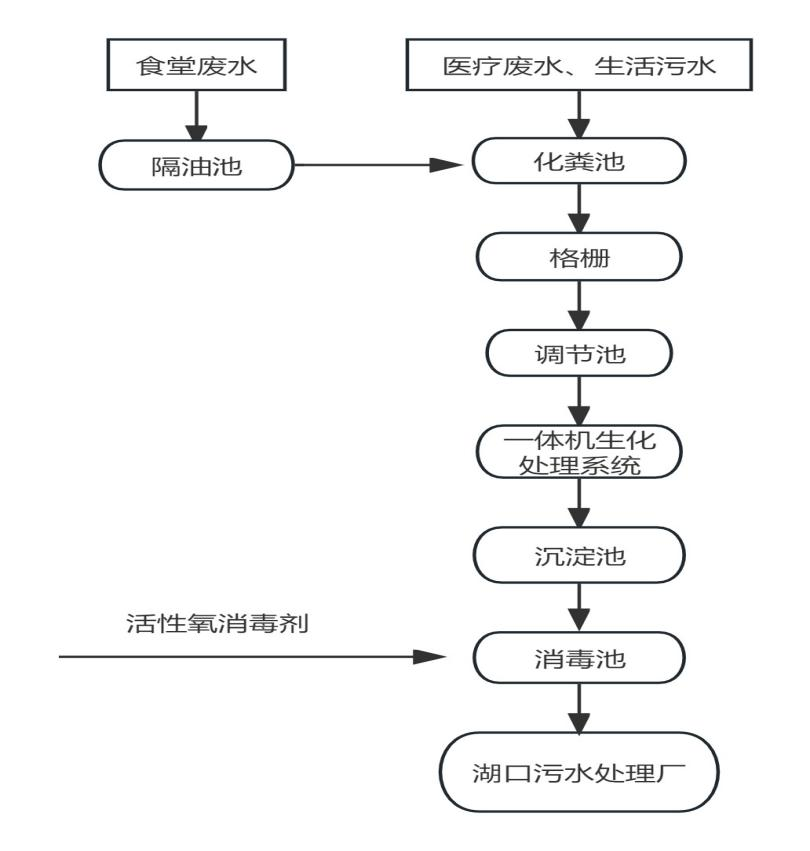 食堂废水
医疗废水、生活污水
隔油池
化粪池
格栅
调节池
一体机生化
处理系统
沉淀池
活性氧消毒剂
消毒池
湖口污水处理厂